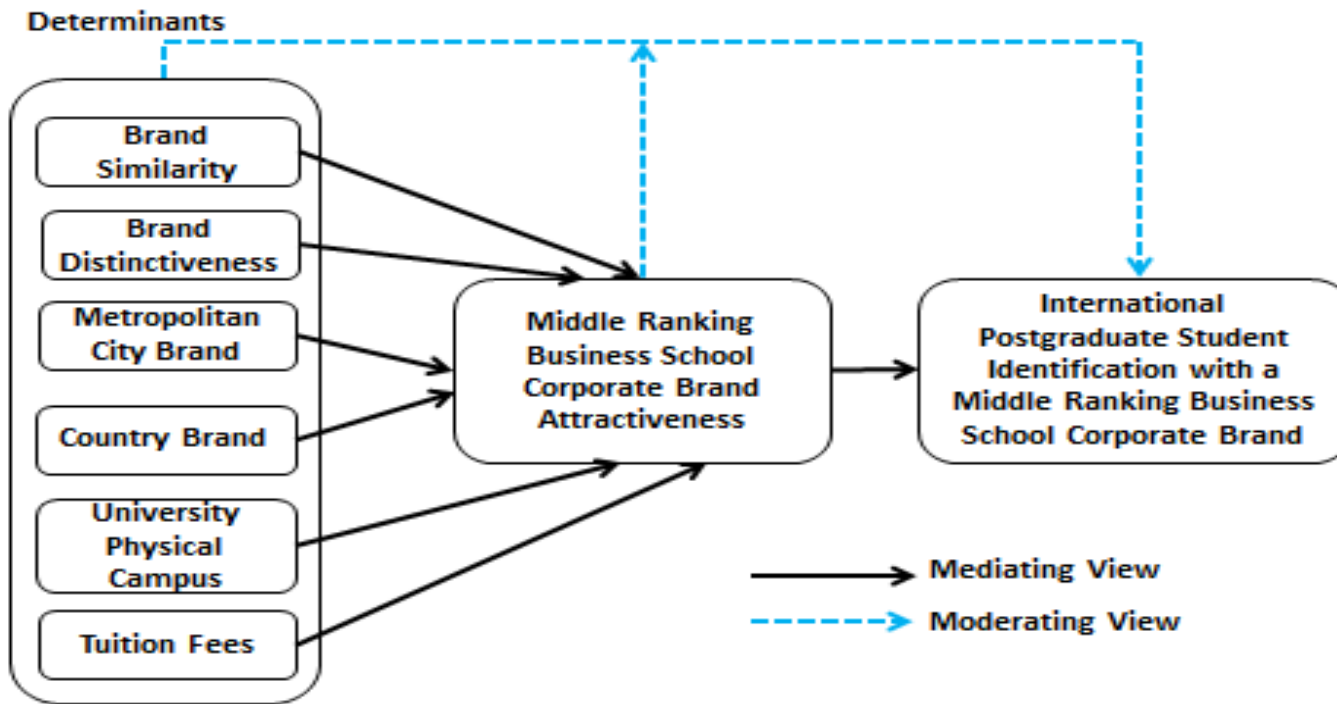 Determinants
Brand
Similarity
Brand
Distinctiveness
Metropolitan
City Brand
Country Brand
University
Physical
Campus
Tuition Fees
Middle Ranking
Business School
Corporate Brand
Attractiveness
International
Postgraduate Student
Identification with a
Middle Ranking Business
School Corporate Brand
Mediating View
Moderating View